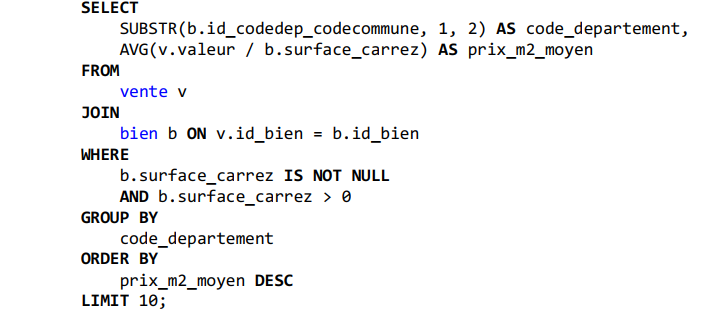 SELECT
SUBSTR(b.id_codedep_codecommune, 1, 2) AS code_departement,
AVG(v.valeur / b.surface_carrez) AS prix_m2_moyen
FROM
vente v
JOIN
bien b ON v.id_bien = b.id_bien
WHERE
b.surface_carrez IS NOT NULL
AND b.surface_carrez > 0
GROUP BY
code_departement
ORDER BY
prix_m2_moyen DESC
LIMIT 10;